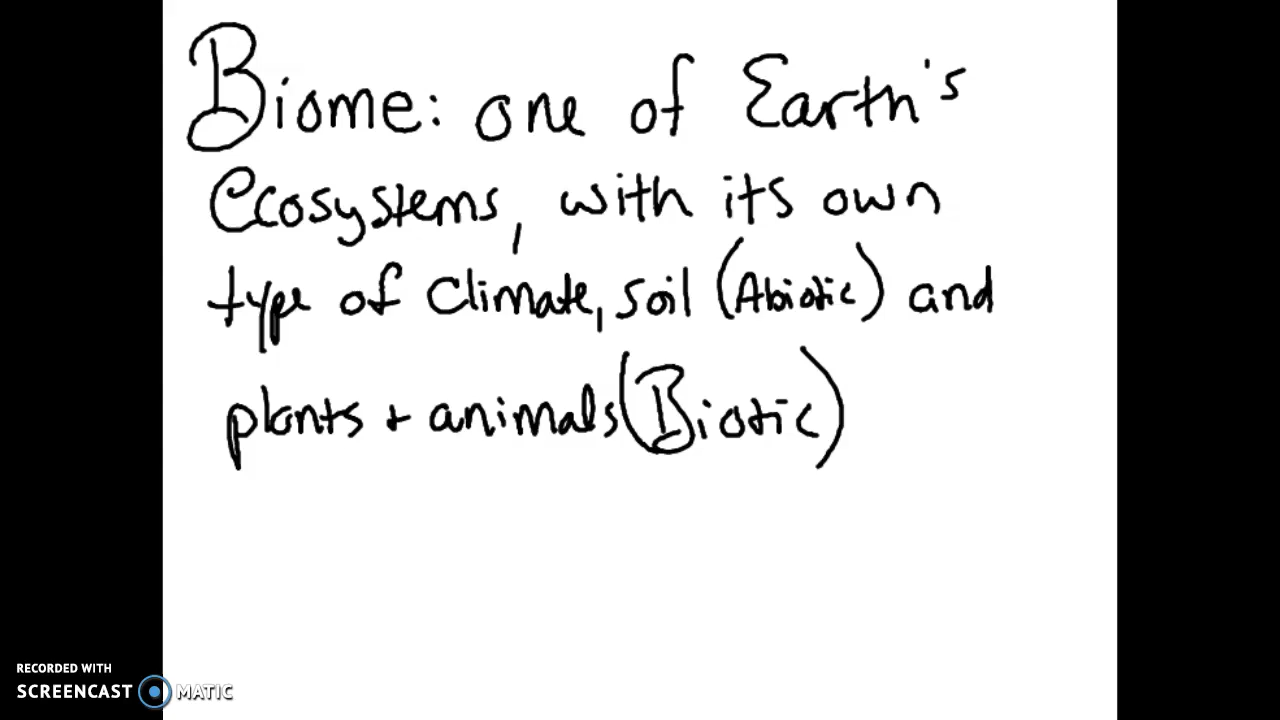 Biome: one of Earth's
Ecosystems, with its own
type of Climate, soil (Abiotic) and
plants + animals (Biotic)
RECORDED WITH
SCREENCAST MATIC